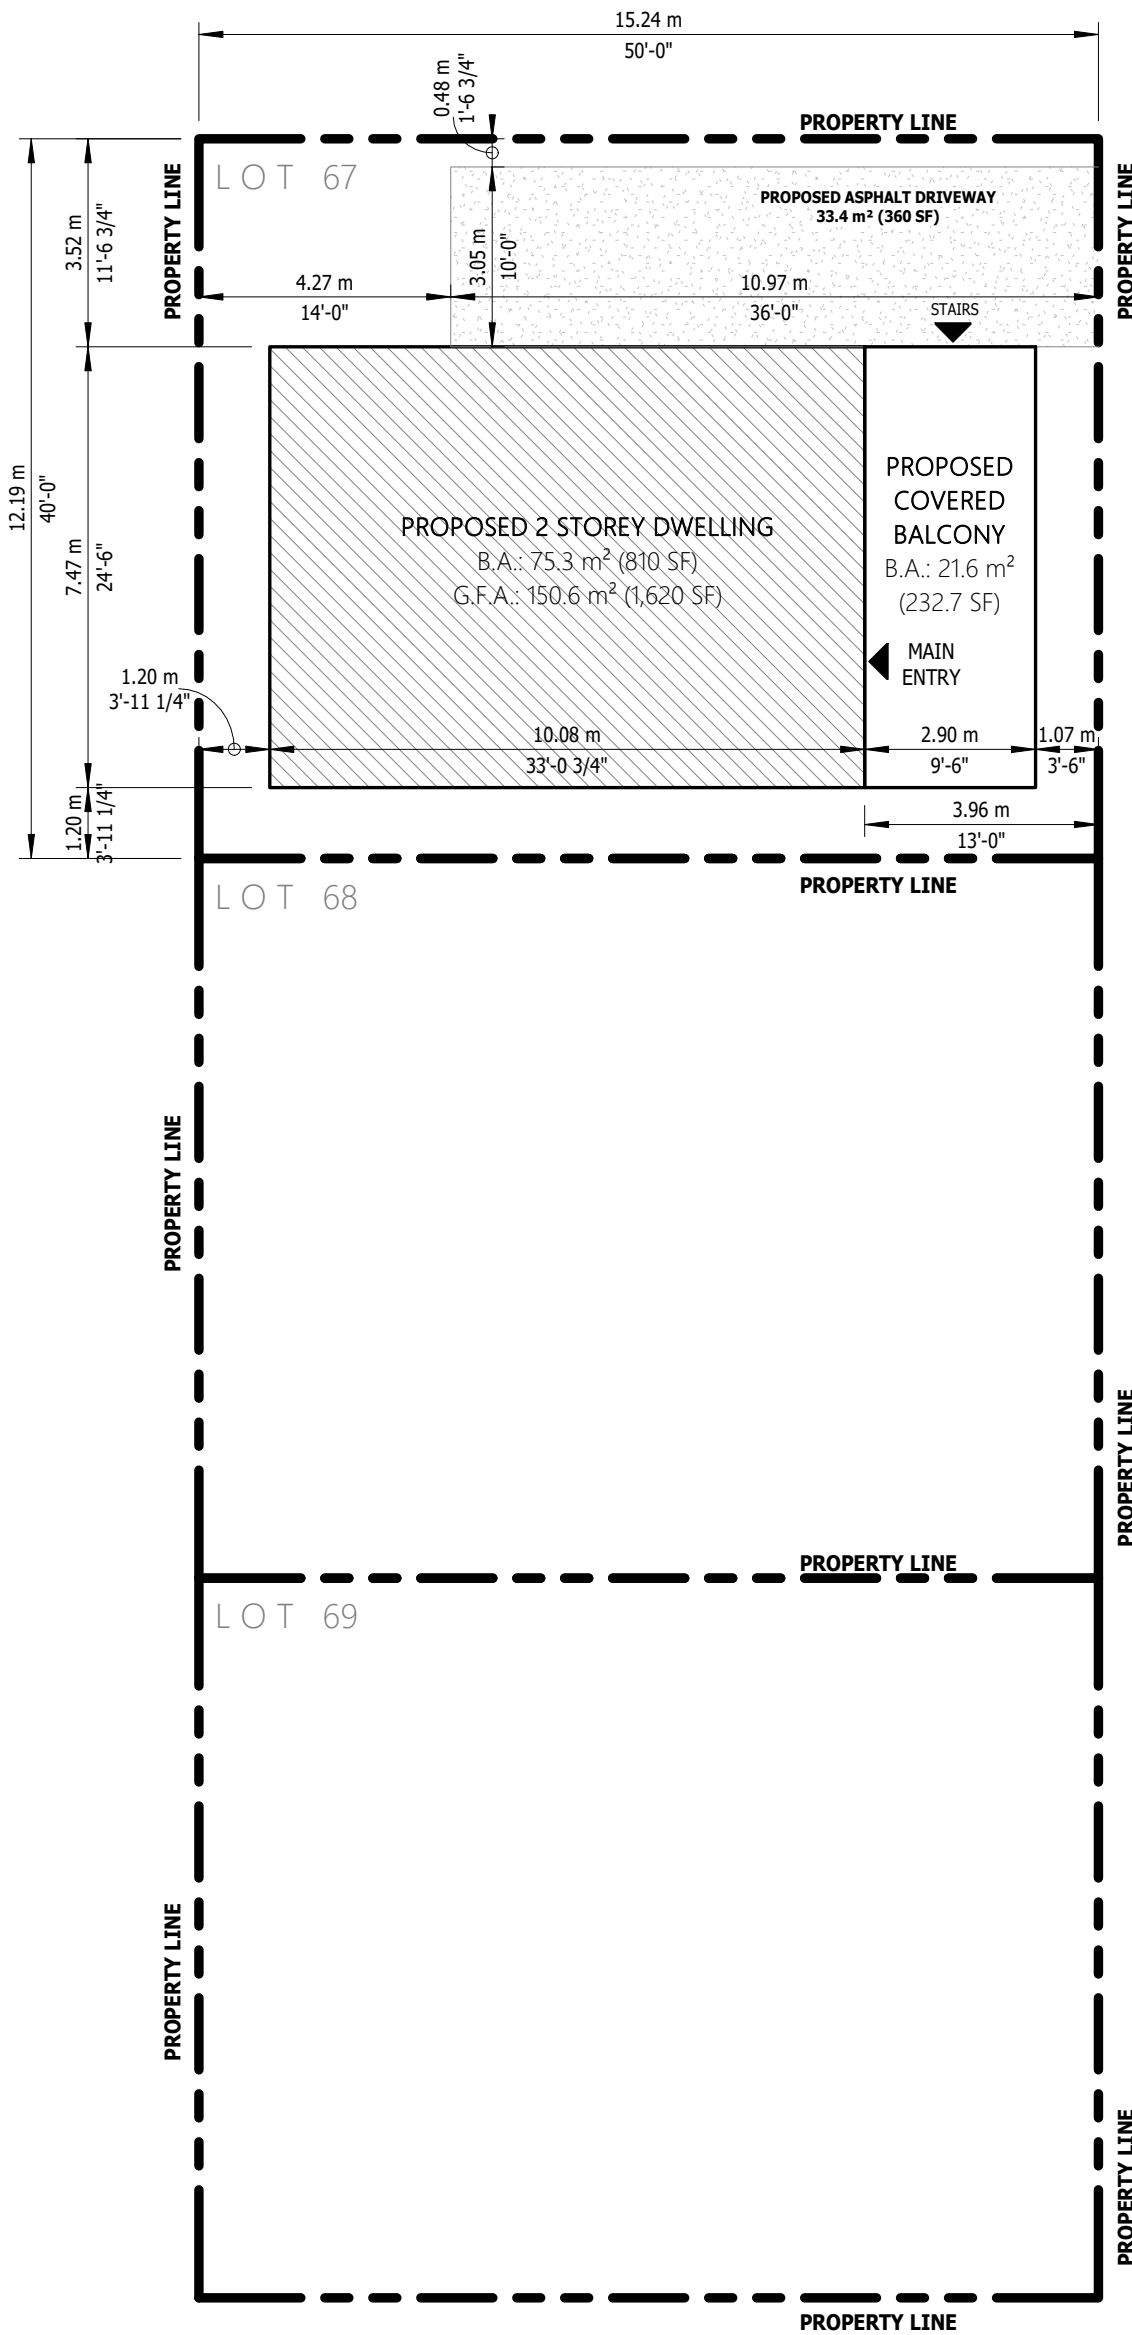 15.24 m
50'-0"
0.48 m
1'-6 3/4"
PROPERTY LINE
LOT 67
PROPERTY LINE
PROPERTY LINE
PROPOSED ASPHALT DRIVEWAY
33.4 m² (360 SF)
3.52 m
11'-6 3/4"
3.05 m
10'-0"
4.27 m
14'-0"
10.97 m
36'-0"
STAIRS
12.19 m
40'-0"
7.47 m
24'-6"
PROPOSED 2 STOREY DWELLING
B.A.: 75.3 m² (810 SF)
G.F.A.: 150.6 m² (1,620 SF)
PROPOSED
COVERED
BALCONY
B.A.: 21.6 m²
(232.7 SF)
MAIN
ENTRY
1.20 m
3'-11 1/4"
10.08 m
33'-0 3/4"
2.90 m
9'-6"
1.07 m
3'-6"
1.20 m
3'-11 1/4"
3.96 m
13'-0"
PROPERTY LINE
LOT 68
PROPERTY LINE
PROPERTY LINE
PROPERTY LINE
LOT 69
PROPERTY LINE
PROPERTY LINE
PROPERTY LINE